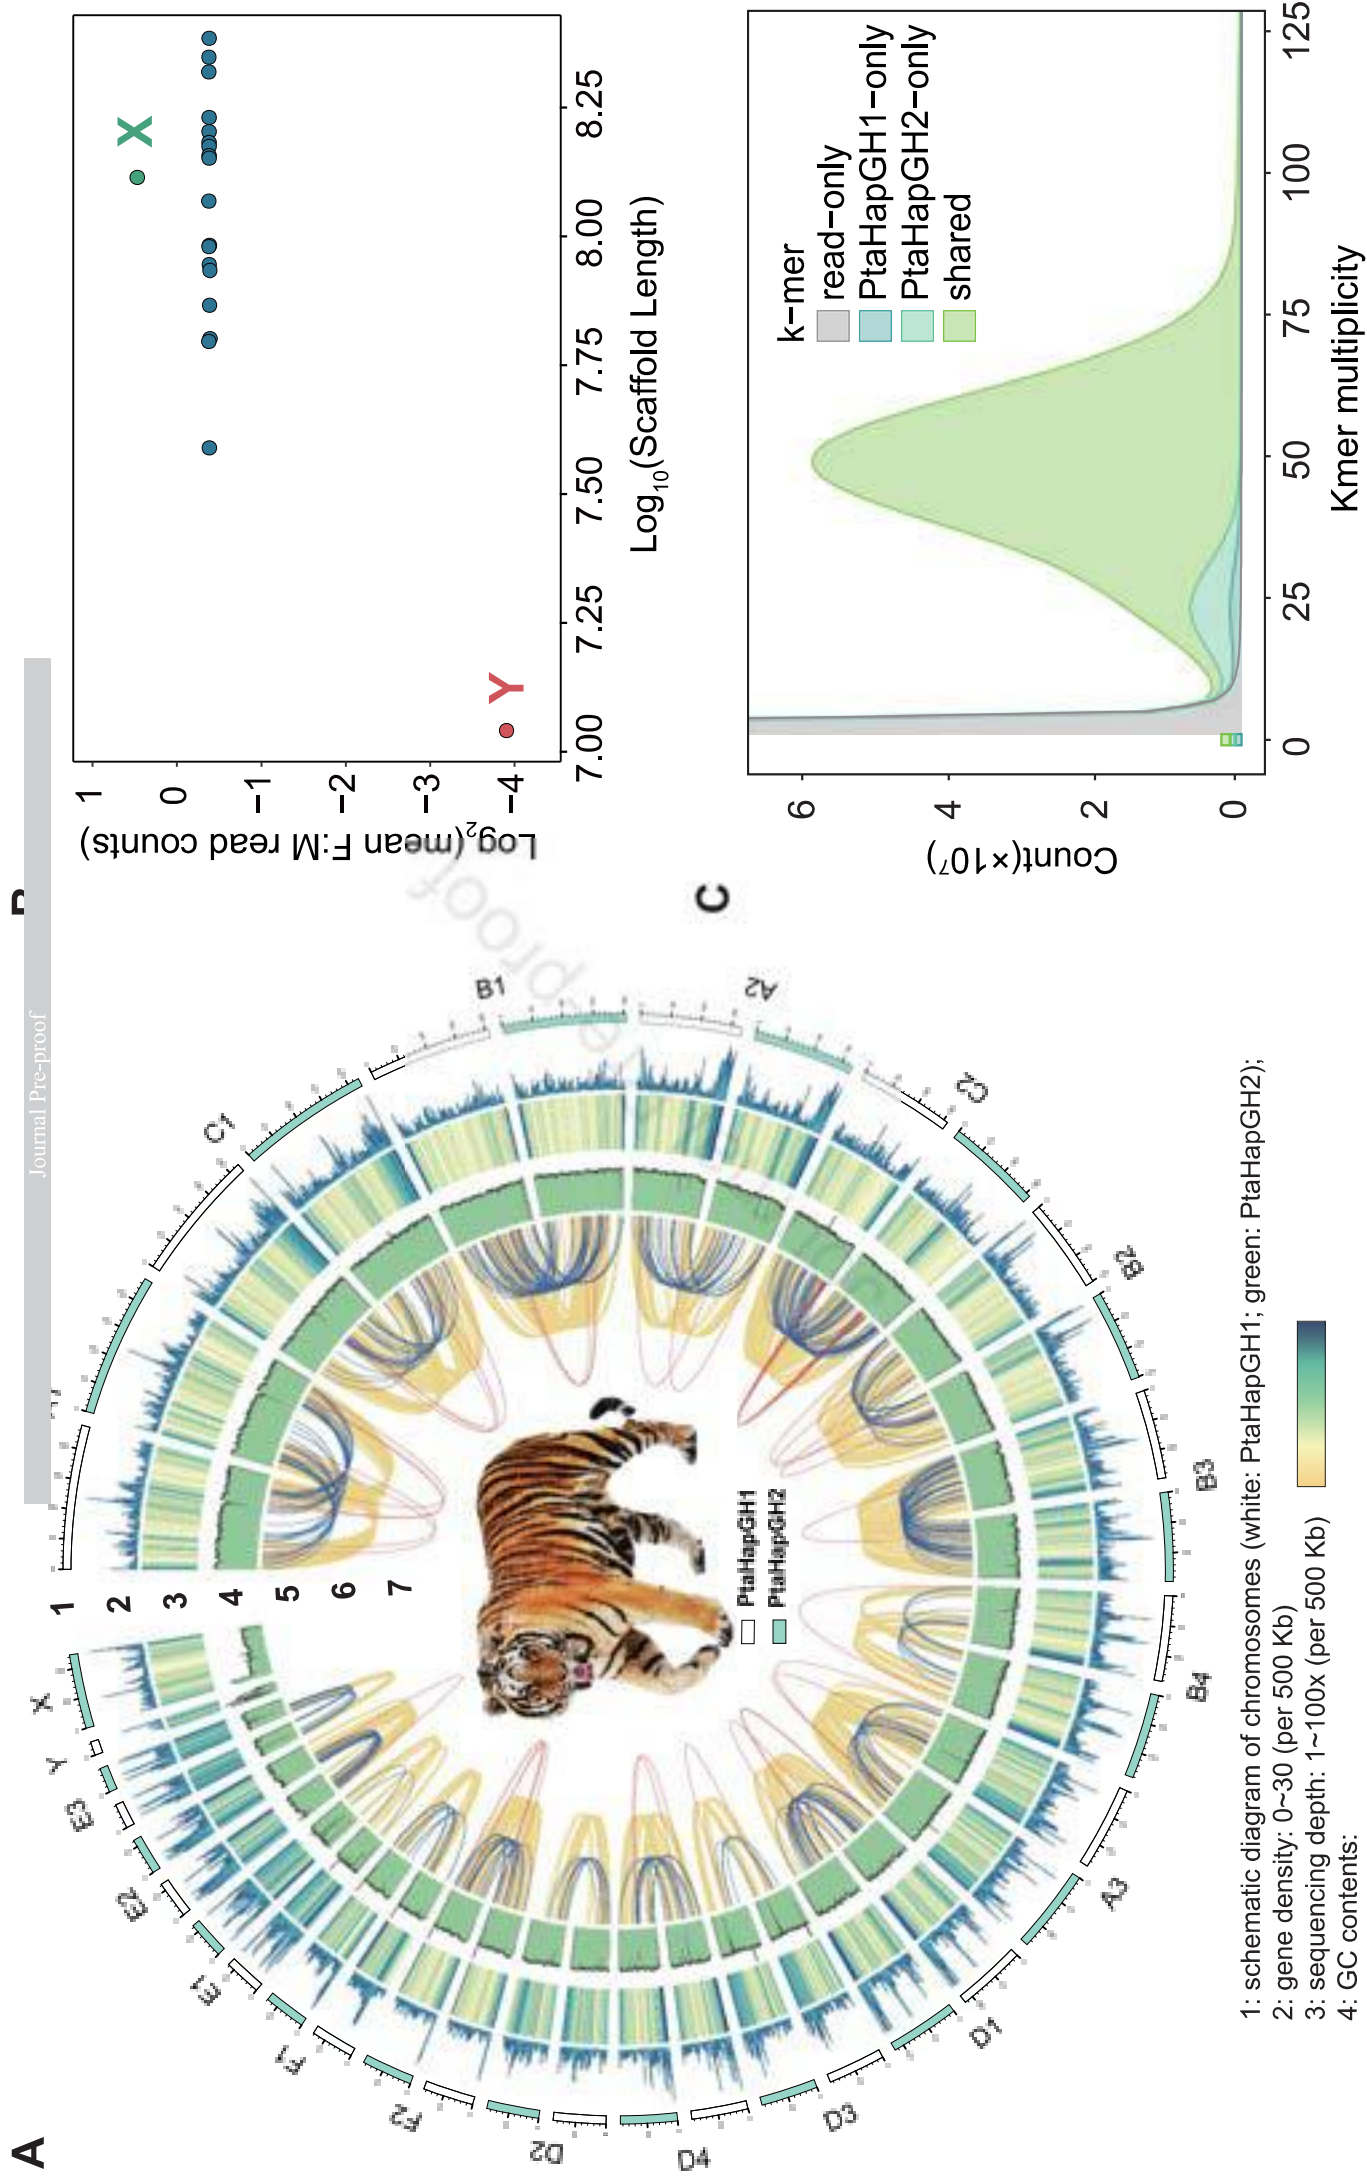 Journal Pre-proof
A
A1
C1
B1
A2
C2
B2
B3
B4
A3
D1
D3
D4
D2
F2
F1
E1
E2
E3
Y
X
1
2
3
4
5
6
7
PtaHapGH1
PtaHapGH2
1: schematic diagram of chromosomes (white: PtaHapGH1; green: PtaHapGH2);
2: gene density: 0~30 (per 500 Kb)
3: sequencing depth: 1~100x (per 500 Kb)
4: GC contents:
Log2(mean F:M read counts)
1
0
−1
−2
−3
−4
X
Y
7.00
7.25
7.50
7.75
8.00
8.25
Log10(Scaffold Length)
C
Count(×10⁷)
6
4
2
0
k−mer
read−only
PtaHapGH1−only
PtaHapGH2−only
shared
0
25
50
75
100
125
Kmer multiplicity